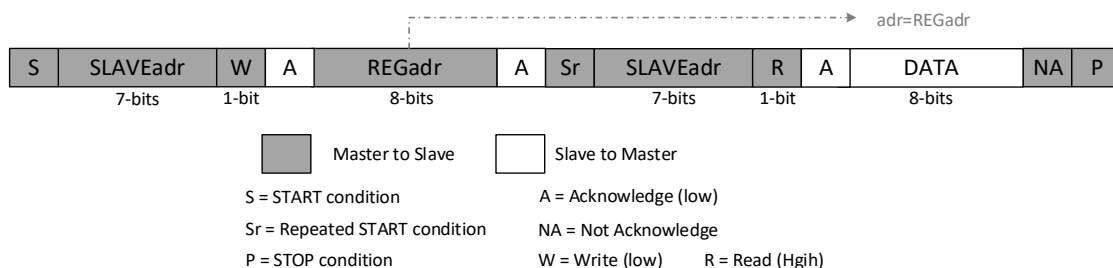 adr=REGadr
S SLAVEadr W A REGadr A Sr SLAVEadr R A DATA NA P
7-bits 1-bit 8-bits 7-bits 1-bit 8-bits
Master to Slave Slave to Master
S = START condition A = Acknowledge (low)
Sr = Repeated START condition NA = Not Acknowledge
P = STOP condition W = Write (low) R = Read (Hgih)